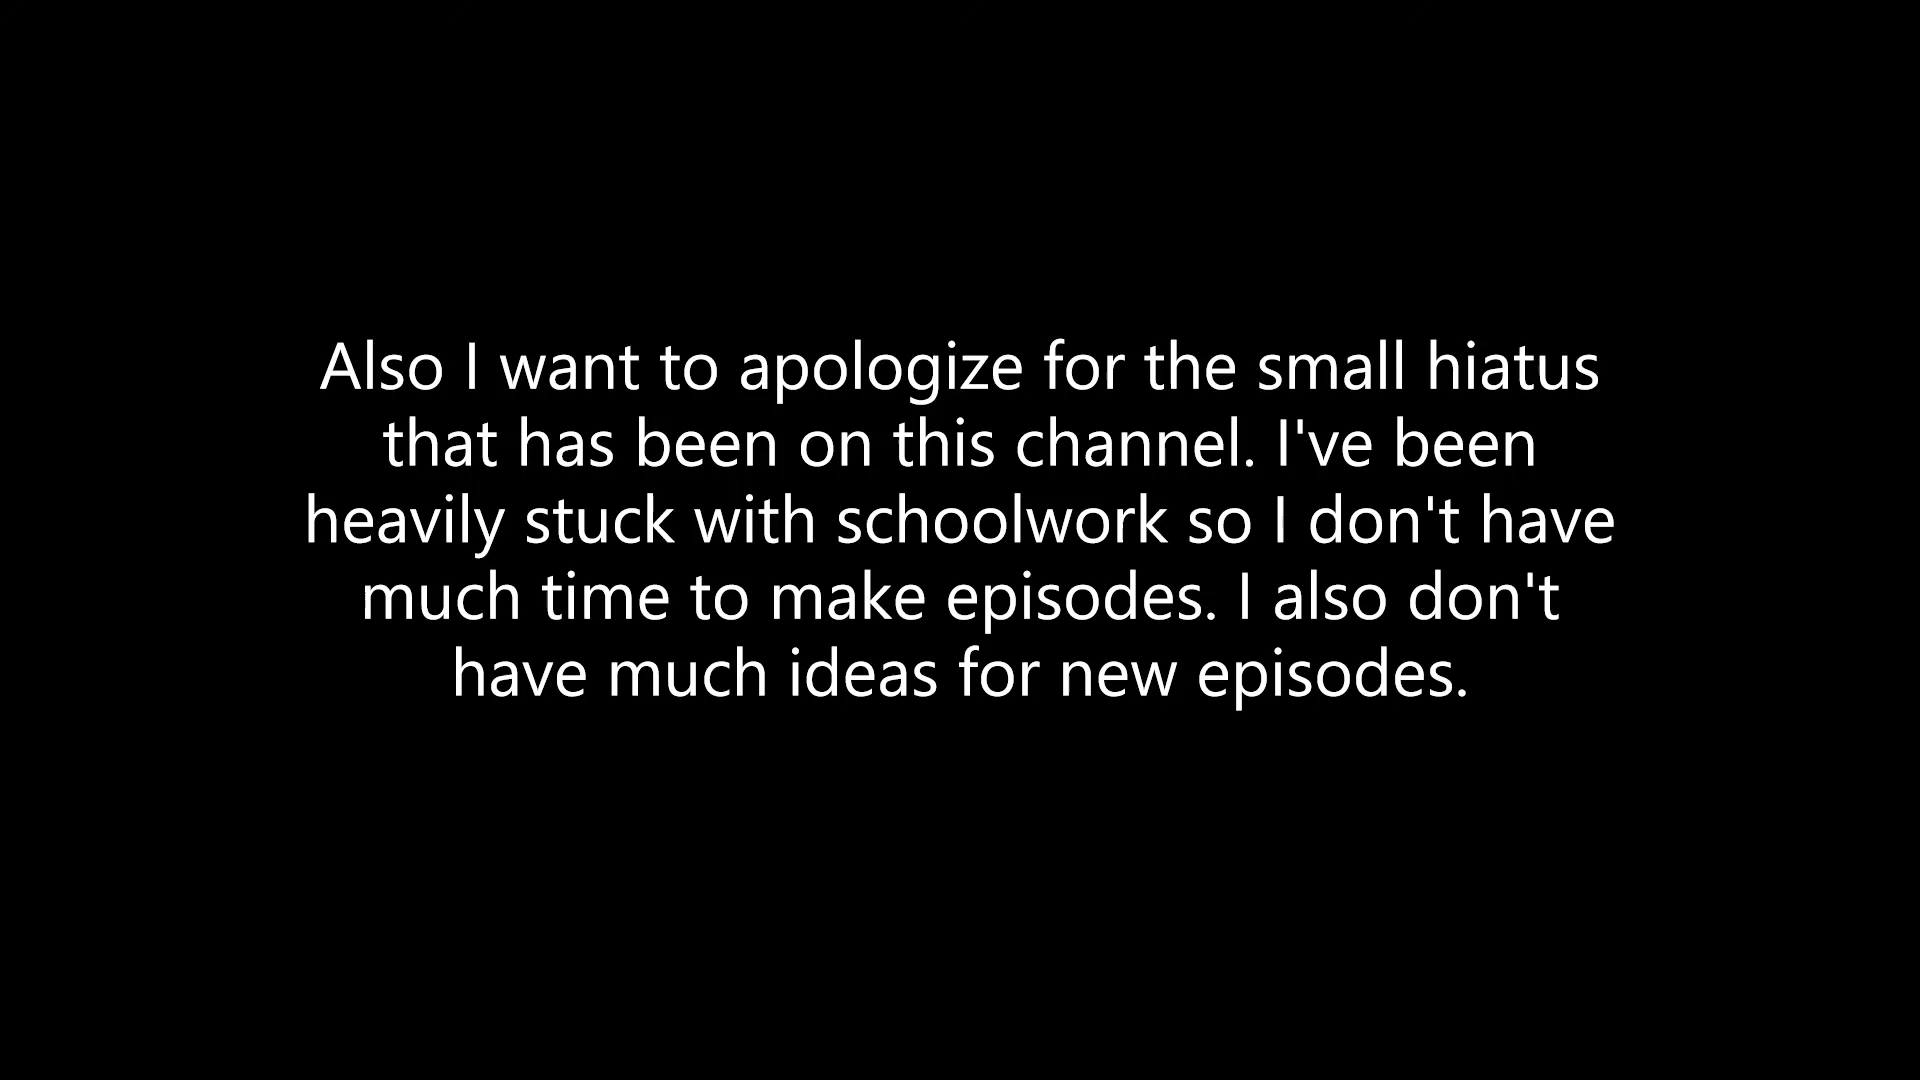 Also I want to apologize for the small hiatus
that has been on this channel. I've been
heavily stuck with schoolwork so I don't have
much time to make episodes. I also don't
have much ideas for new episodes.